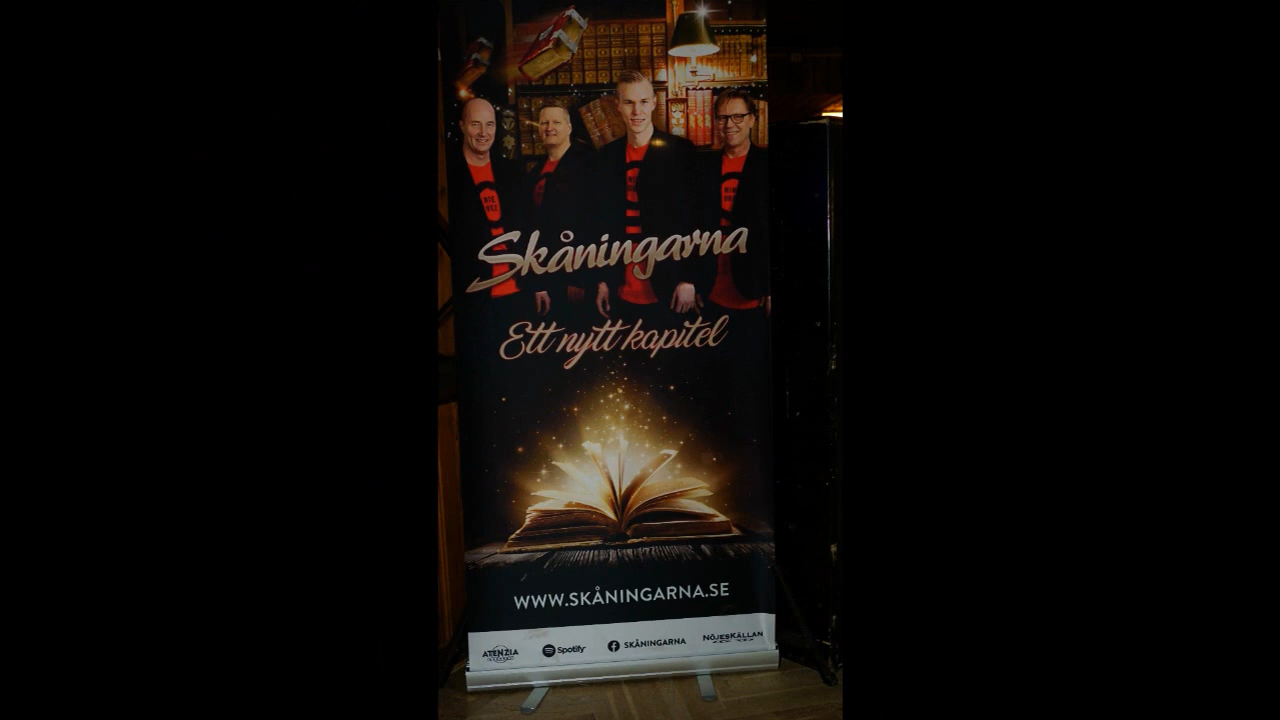 Skåningarna
Ett nytt kapitel
WWW.SKÅNINGARNA.SE
ATENZIA
Spotify
SKÅNINGARNA
NÖJESKÄLLAN